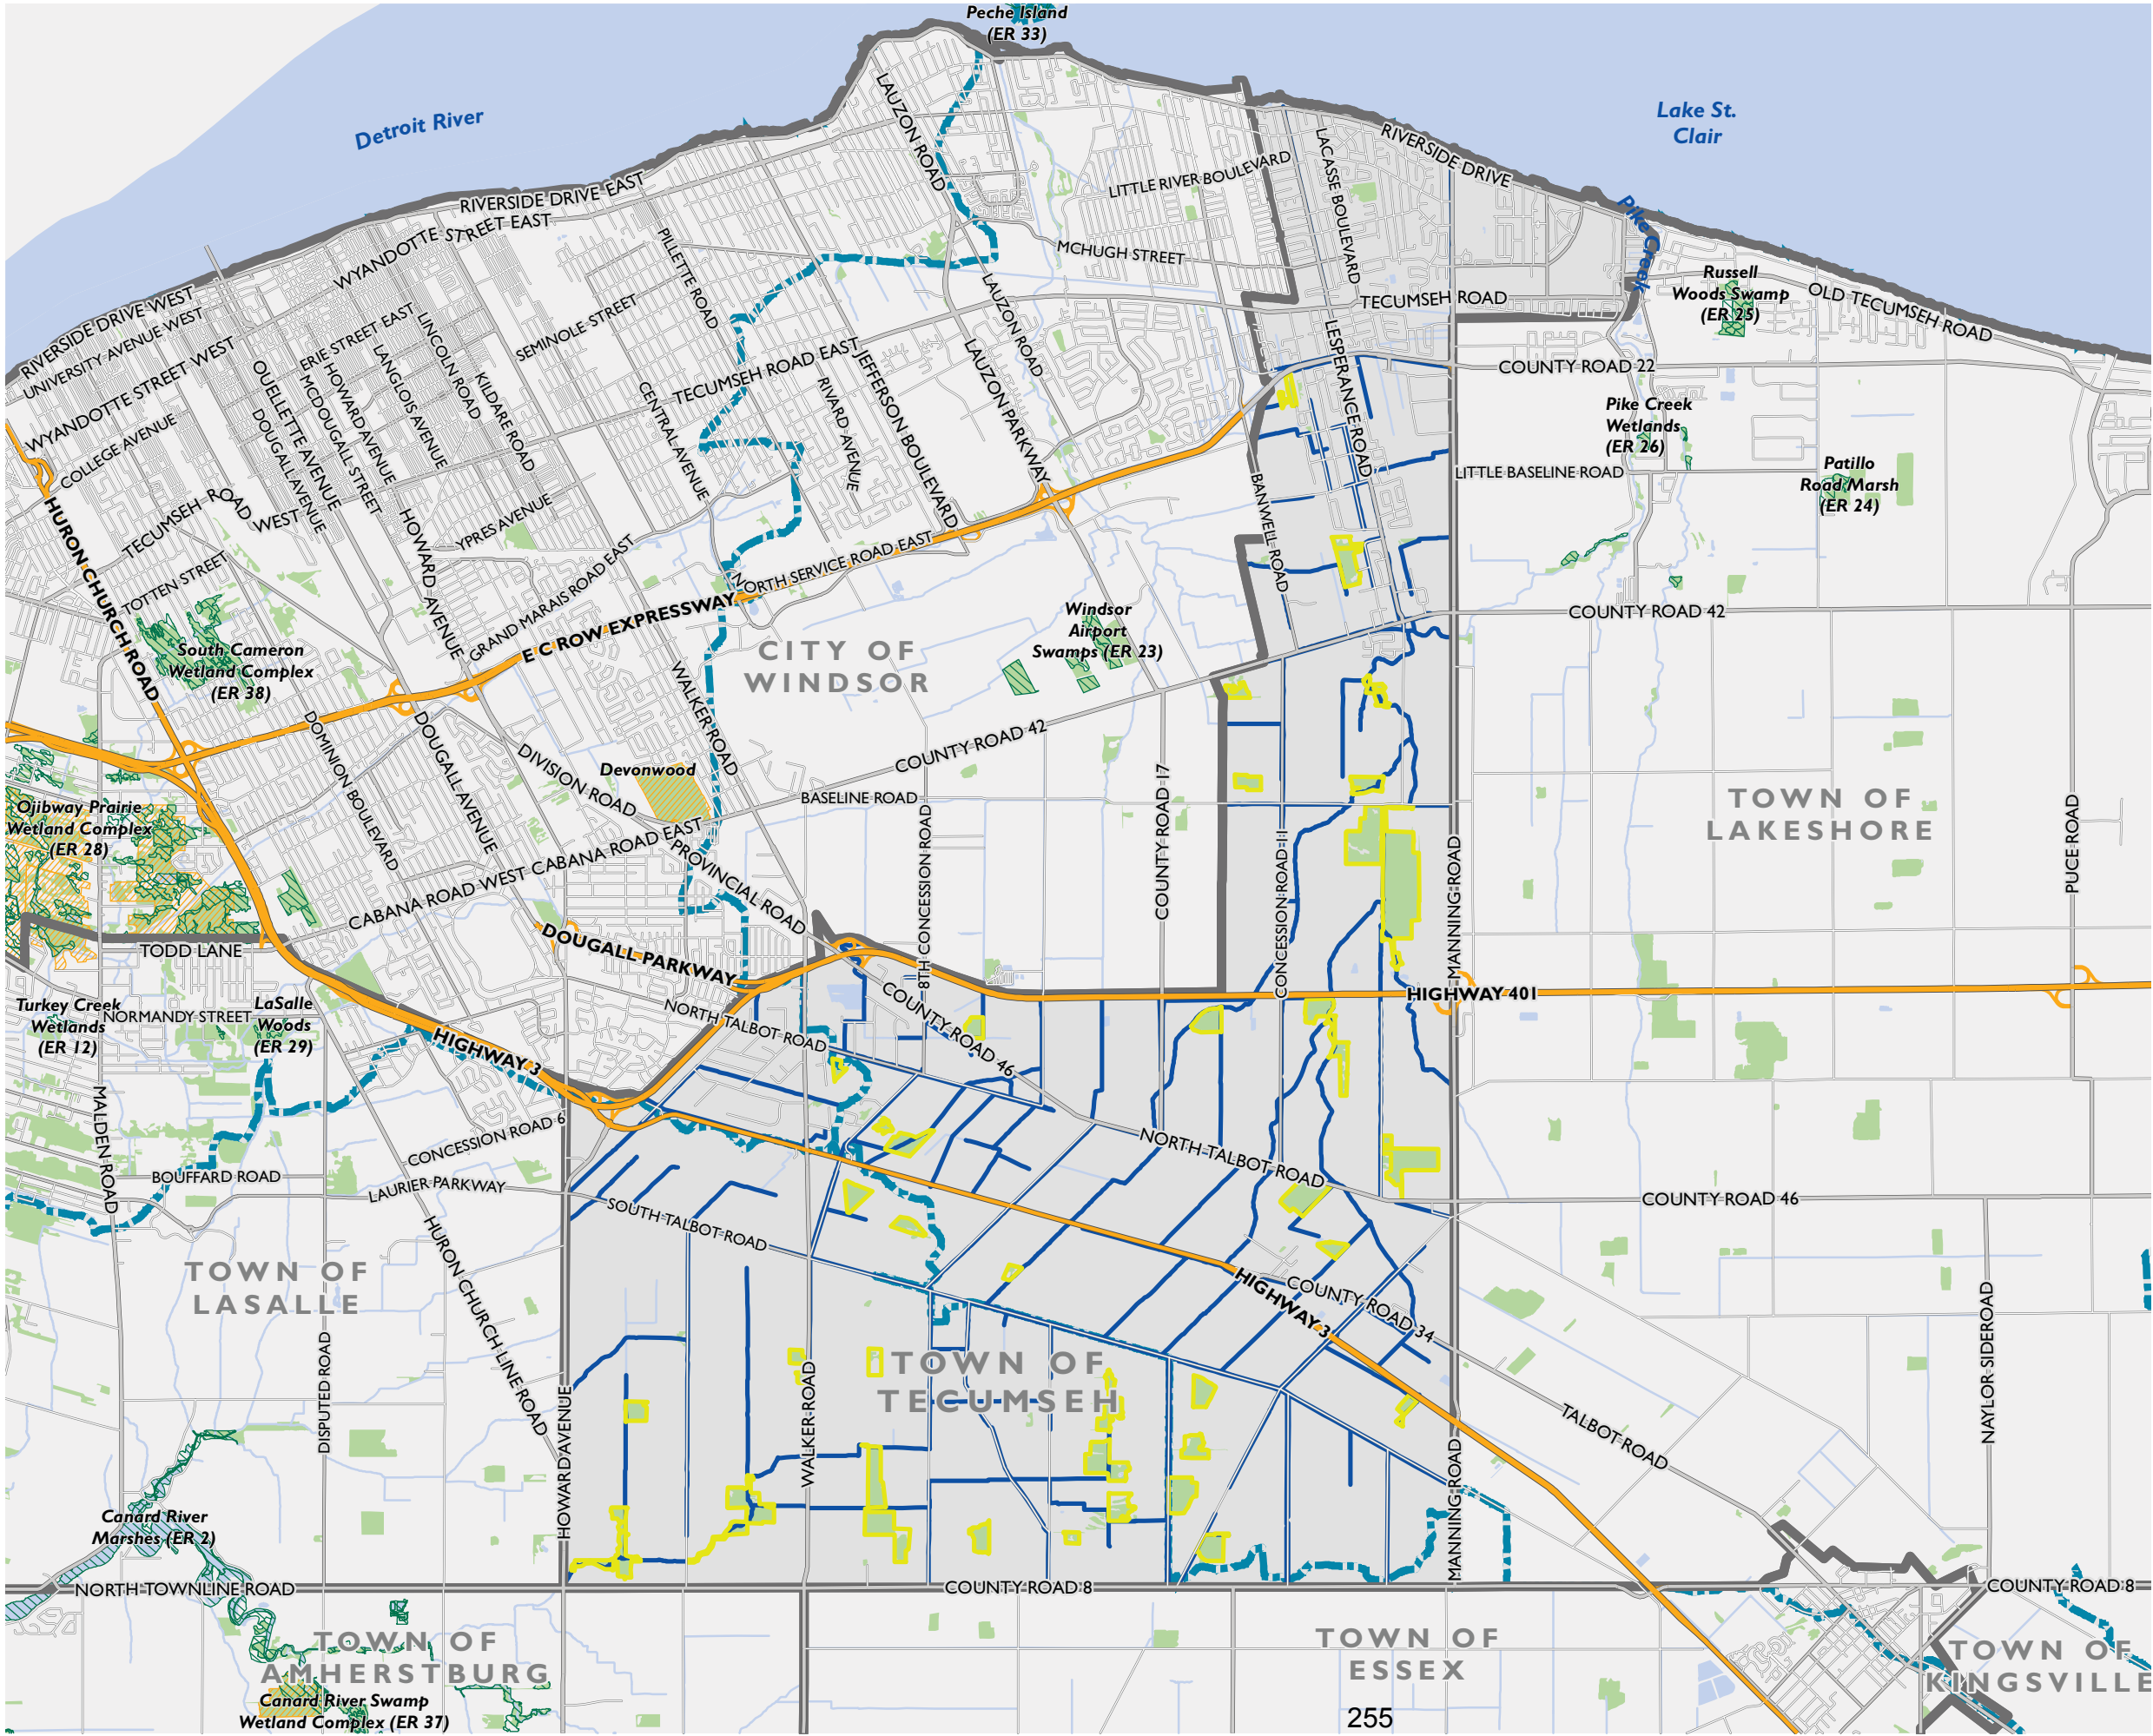 Peche Island
(ER 33)
Detroit River
Lake St.
Clair
LAUZON ROAD
RIVERSIDE DRIVE
LITTLE RIVER BOULEVARD
LACASSE BOULEVARD
RIVERSIDE DRIVE EAST
WYANDOTTE STREET EAST
Pike Creek
PILLETTE ROAD
MCHUGH STREET
Russell
Woods Swamp
(ER 25)
OLD TECUMSEH ROAD
RIVERSIDE DRIVE WEST
UNIVERSITY AVENUE WEST
WYANDOTTE STREET WEST
ERIE STREET EAST
LINCOLN ROAD
SEMINOLE STREET
LAUZON ROAD
TECUMSEH ROAD
LESPERANCE ROAD
COUNTY ROAD 22
OUELLETTE AVENUE
MCDOUGALL STREET
HOWARD AVENUE
LANGLOIS AVENUE
KILDARE ROAD
TECUMSEH ROAD EAST
JEFFERSON BOULEVARD
LAUZON PARKWAY
CENTRAL AVENUE
RIVARD AVENUE
DOUGALL AVENUE
COLLEGE AVENUE
Pike Creek
Wetlands
(ER 26)
LITTLE BASELINE ROAD
Patillo
Road Marsh
(ER 24)
BANWELL ROAD
HURON CHURCH ROAD
TECUMSEH ROAD
WEST
HOWARD AVENUE
YPRES AVENUE
TOTTEN STREET
GRAND MARAIS ROAD EAST
NORTH SERVICE ROAD EAST
E C ROW EXPRESSWAY
COUNTY ROAD 42
Windsor
Airport
Swamps (ER 23)
CITY OF
WINDSOR
South Cameron
Wetland Complex
(ER 38)
WALKER ROAD
DOMINION BOULEVARD
DOUGALL AVENUE
DIVISION ROAD
Devonwood
COUNTY ROAD 42
COUNTY ROAD 17
BASELINE ROAD
TOWN OF
LAKESHORE
PUCE ROAD
Ojibway Prairie
Wetland Complex
(ER 28)
CABANA ROAD WEST
CABANA ROAD EAST
PROVINCIAL ROAD
8TH CONCESSION ROAD
CONCESSION ROAD 11
MANNING ROAD
TODD LANE
DOUGALL PARKWAY
HIGHWAY 401
Turkey Creek
Wetlands
(ER 12)
NORMANDY STREET
LaSalle
Woods
(ER 29)
NORTH TALBOT ROAD
COUNTY ROAD 46
HIGHWAY 3
MALDEN ROAD
CONCESSION ROAD 6
NORTH TALBOT ROAD
BOUFFARD ROAD
LAURIER PARKWAY
COUNTY ROAD 46
SOUTH TALBOT ROAD
HURON CHURCH LINE ROAD
TOWN OF
LASALLE
HIGHWAY 3
COUNTY ROAD 34
NAYLOR SIDEROAD
DISPUTED ROAD
TOWN OF
TECUMSEH
HOWARD AVENUE
WALKER ROAD
TALBOT ROAD
MANNING ROAD
Canard River
Marshes (ER 2)
NORTH TOWNLINE ROAD
COUNTY ROAD 8
COUNTY ROAD 8
TOWN OF
AMHERSTBURG
TOWN OF
ESSEX
TOWN OF
KINGSVILLE
Canard River Swamp
Wetland Complex (ER 37)
255